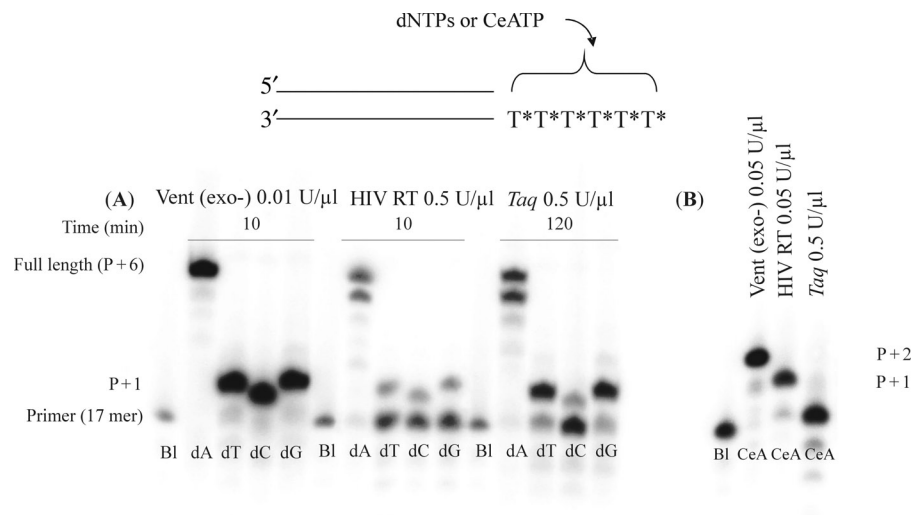 dNTPs or CeATP
5′
3′ T*T*T*T*T*T*
(A) Vent (exo-) 0.01 U/µl HIV RT 0.5 U/µl Taq 0.5 U/µl
Time (min) 10 10 120
Full length (P + 6)
P + 1
Primer (17 mer)
Bl dA dT dC dG Bl dA dT dC dG Bl dA dT dC dG
(B)
Vent (exo-) 0.05 U/µl
HIV RT 0.05 U/µl
Taq 0.5 U/µl
P + 2
P + 1
Bl CeA CeA CeA